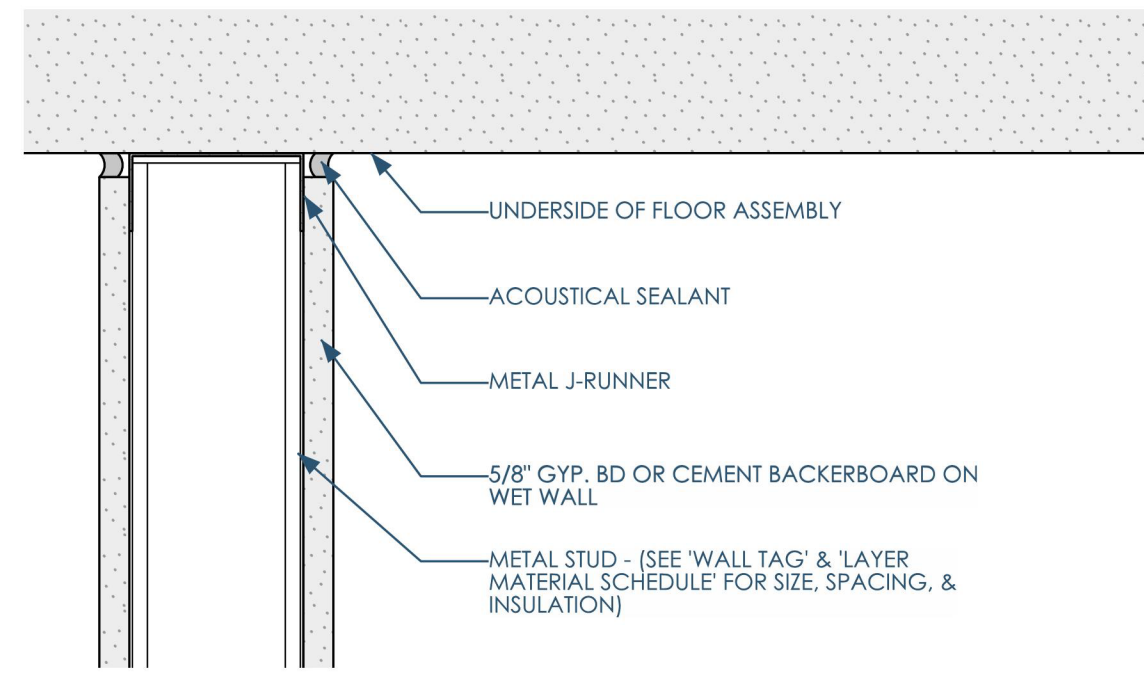 UNDERSIDE OF FLOOR ASSEMBLY
ACOUSTICAL SEALANT
METAL J-RUNNER
5/8" GYP. BD OR CEMENT BACKERBOARD ON
WET WALL
METAL STUD - (SEE 'WALL TAG' & 'LAYER
MATERIAL SCHEDULE' FOR SIZE, SPACING, &
INSULATION)